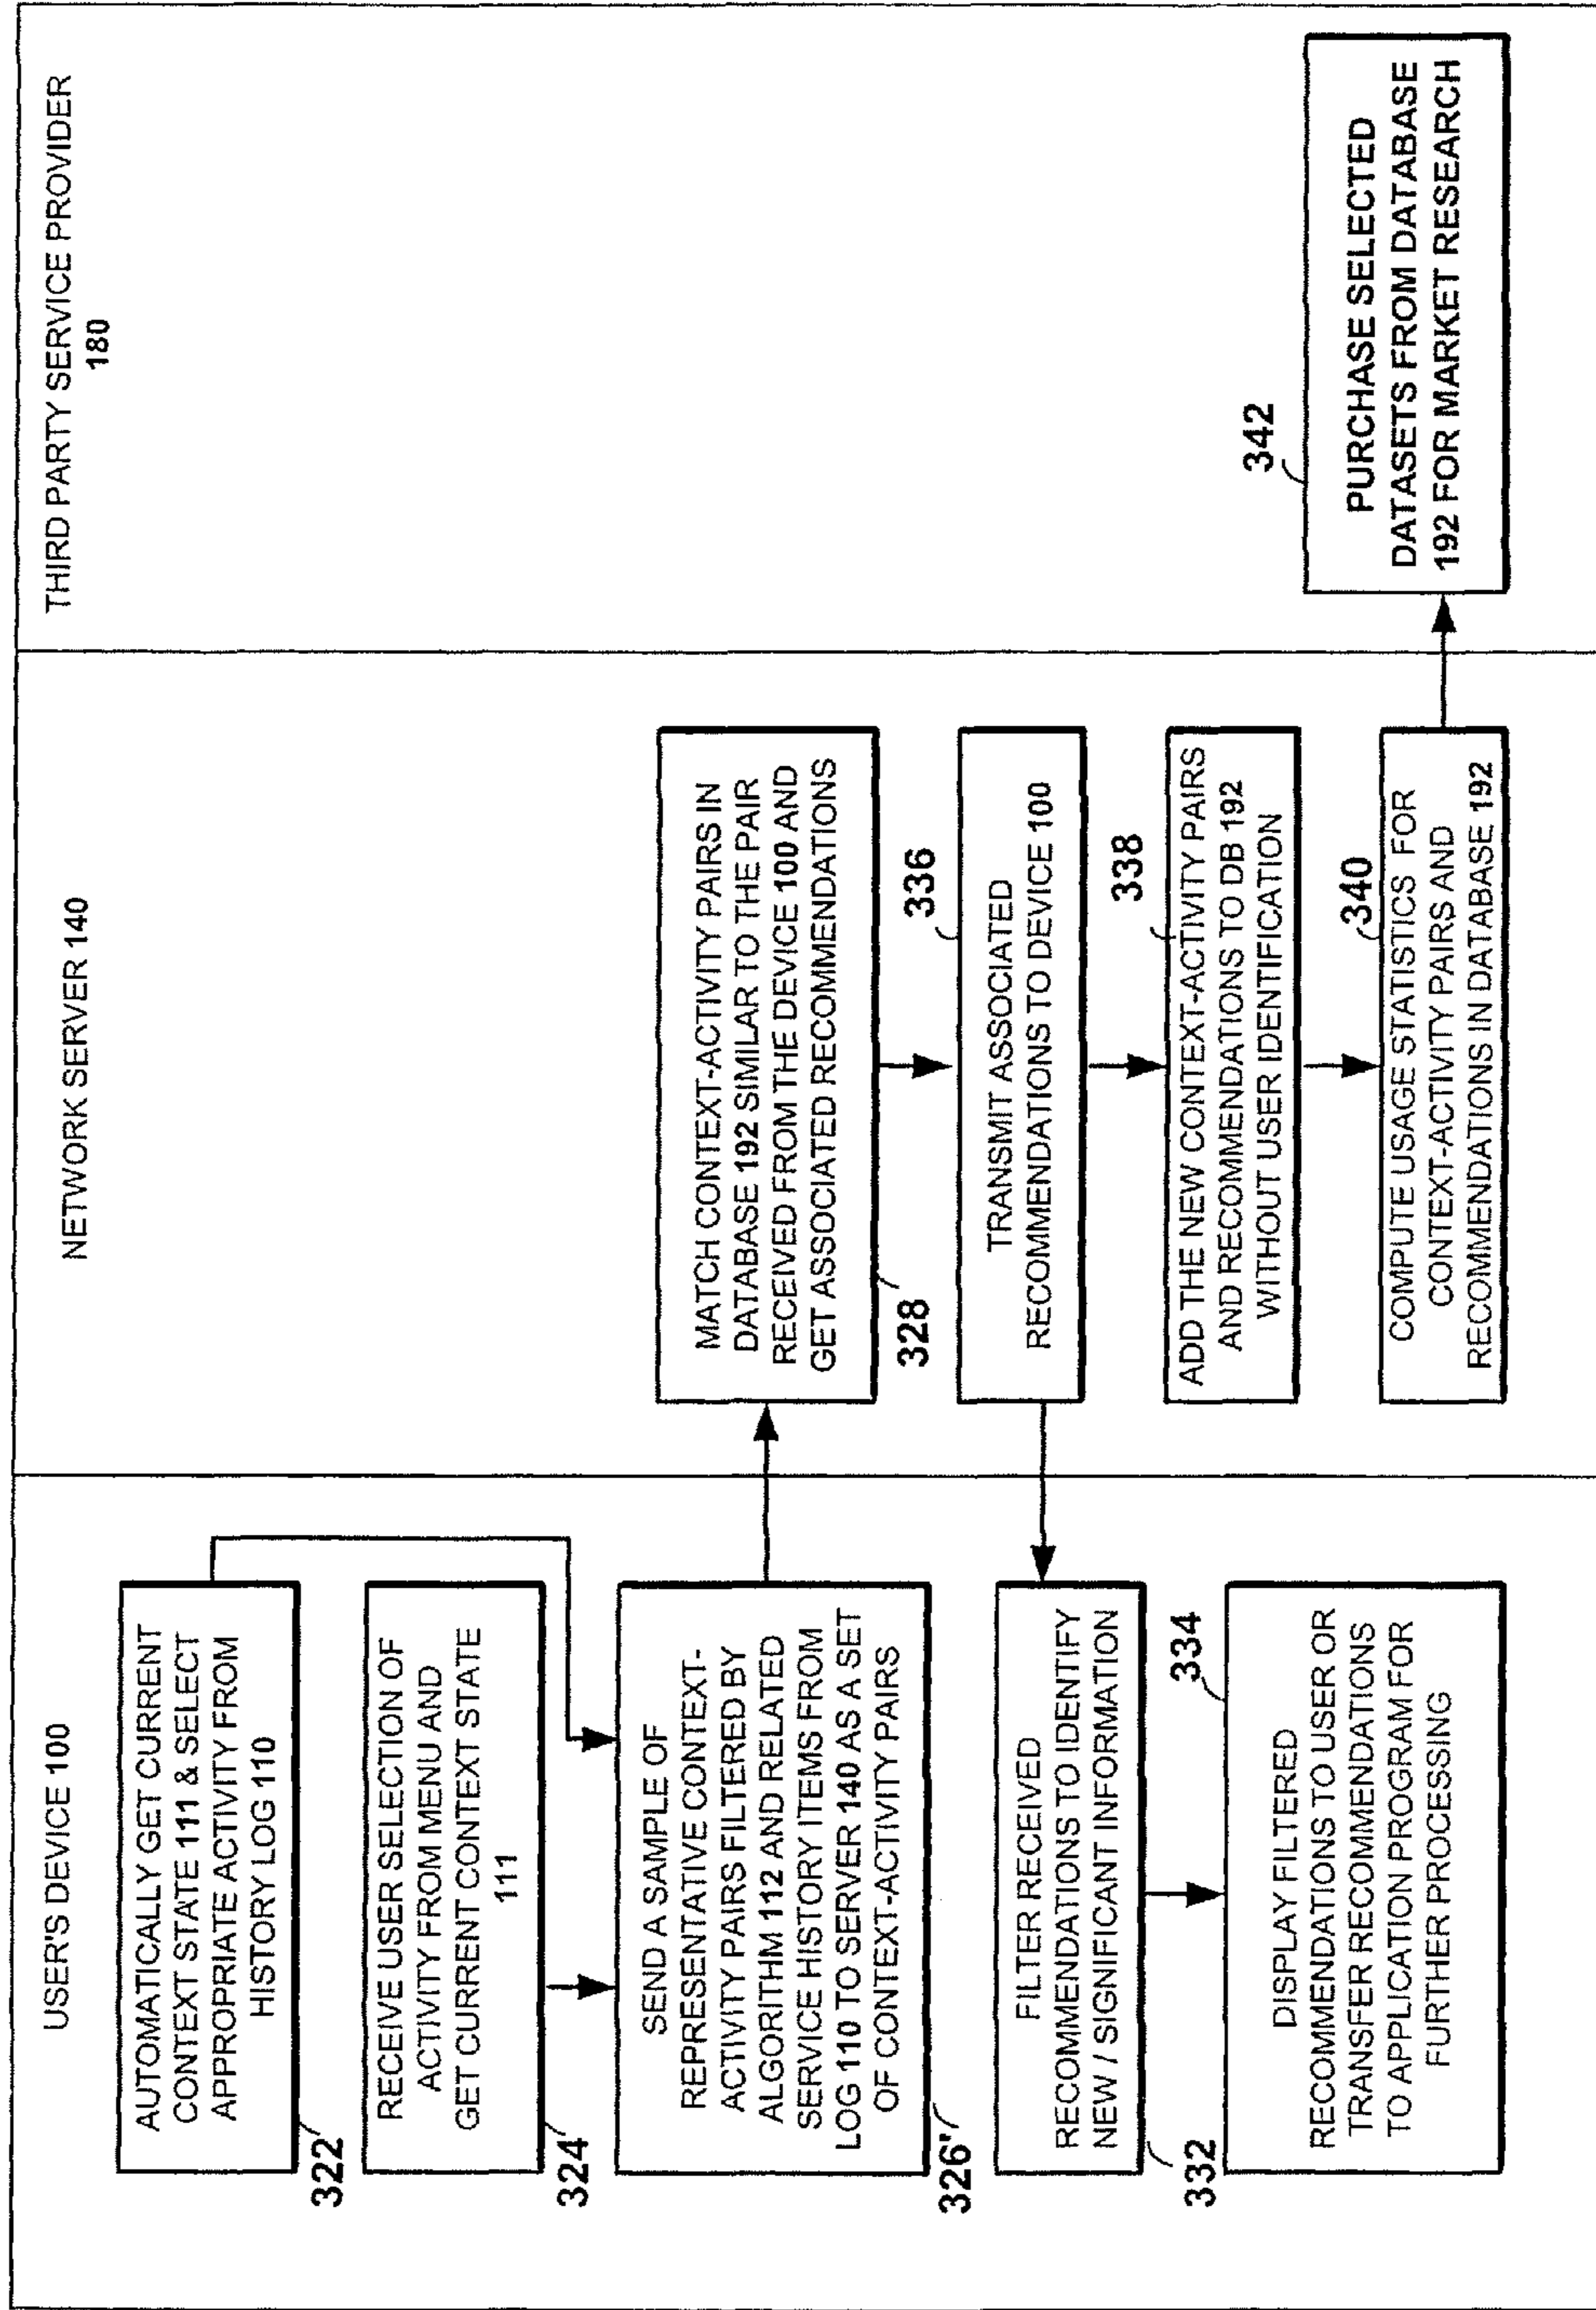 USER'S DEVICE 100
AUTOMATICALLY GET CURRENT
CONTEXT STATE 111 & SELECT
APPROPRIATE ACTIVITY FROM
HISTORY LOG 110
322
RECEIVE USER SELECTION OF
ACTIVITY FROM MENU AND
GET CURRENT CONTEXT STATE
111
324
SEND A SAMPLE OF
REPRESENTATIVE CONTEXT-
ACTIVITY PAIRS FILTERED BY
ALGORITHM 112 AND RELATED
SERVICE HISTORY ITEMS FROM
LOG 110 TO SERVER 140 AS A SET
OF CONTEXT-ACTIVITY PAIRS
326'
FILTER RECEIVED
RECOMMENDATIONS TO IDENTIFY
NEW / SIGNIFICANT INFORMATION
332
334
DISPLAY FILTERED
RECOMMENDATIONS TO USER OR
TRANSFER RECOMMENDATIONS
TO APPLICATION PROGRAM FOR
FURTHER PROCESSING
NETWORK SERVER 140
MATCH CONTEXT-ACTIVITY PAIRS IN
DATABASE 192 SIMILAR TO THE PAIR
RECEIVED FROM THE DEVICE 100 AND
GET ASSOCIATED RECOMMENDATIONS
328
336
TRANSMIT ASSOCIATED
RECOMMENDATIONS TO DEVICE 100
338
ADD THE NEW CONTEXT-ACTIVITY PAIRS
AND RECOMMENDATIONS TO DB 192
WITHOUT USER IDENTIFICATION
340
COMPUTE USAGE STATISTICS FOR
CONTEXT-ACTIVITY PAIRS AND
RECOMMENDATIONS IN DATABASE 192
THIRD PARTY SERVICE PROVIDER
180
342
PURCHASE SELECTED
DATASETS FROM DATABASE
192 FOR MARKET RESEARCH